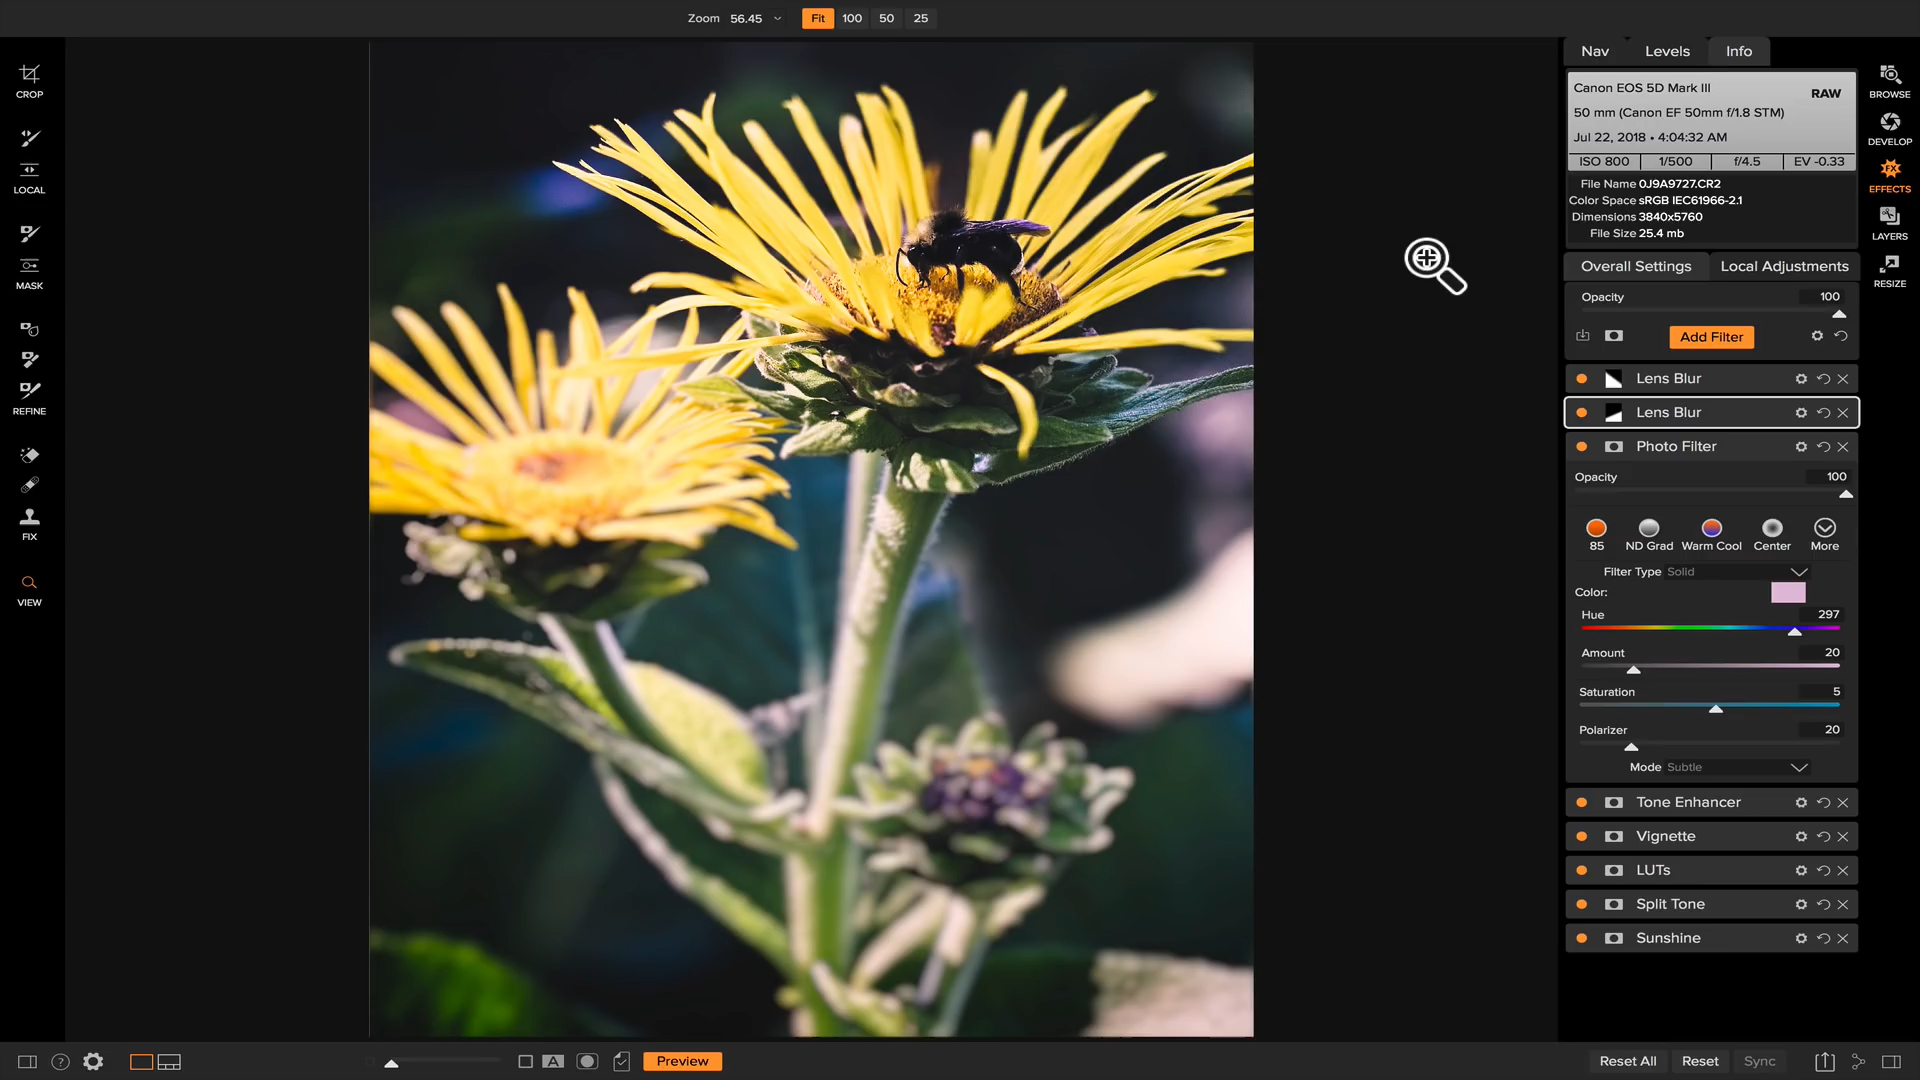 Zoom 56.45 Fit 100 50 25
CROP
LOCAL
MASK
REFINE
FIX
VIEW
Nav Levels Info
Canon EOS 5D Mark III RAW
50 mm (Canon EF 50mm f/1.8 STM)
Jul 22, 2018 • 4:04:32 AM
ISO 800 1/500 f/4.5 EV -0.33
File Name 0J9A9727.CR2
Color Space sRGB IEC61966-2.1
Dimensions 3840x5760
File Size 25.4 mb
BROWSE
DEVELOP
FX
EFFECTS
LAYERS
RESIZE
Overall Settings Local Adjustments
Opacity 100
Add Filter
Lens Blur
Lens Blur
Photo Filter
Opacity 100
85 ND Grad Warm Cool Center More
Filter Type Solid
Color:
Hue 297
Amount 20
Saturation 5
Polarizer 20
Mode Subtle
Tone Enhancer
Vignette
LUTs
Split Tone
Sunshine
? A Preview Reset All Reset Sync